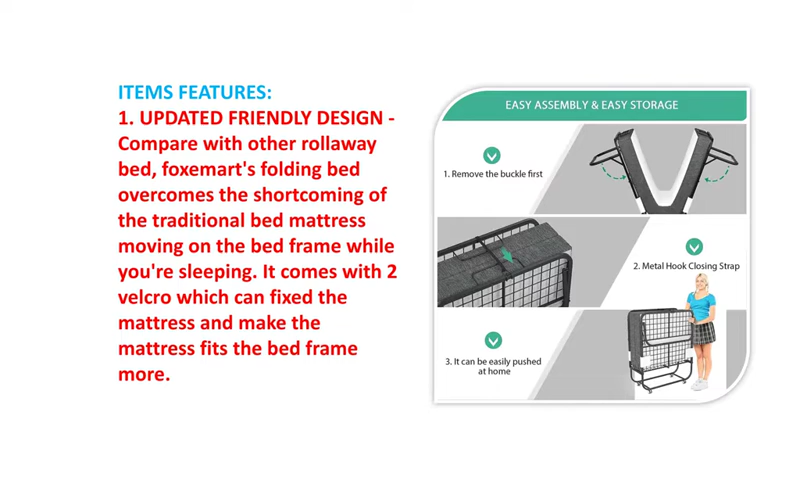 ITEMS FEATURES:
1. UPDATED FRIENDLY DESIGN -
Compare with other rollaway
bed, foxemart's folding bed
overcomes the shortcoming of
the traditional bed mattress
moving on the bed frame while
you're sleeping. It comes with 2
velcro which can fixed the
mattress and make the
mattress fits the bed frame
more.
EASY ASSEMBLY & EASY STORAGE
1. Remove the buckle first
2. Metal Hook Closing Strap
3. It can be easily pushed
at home